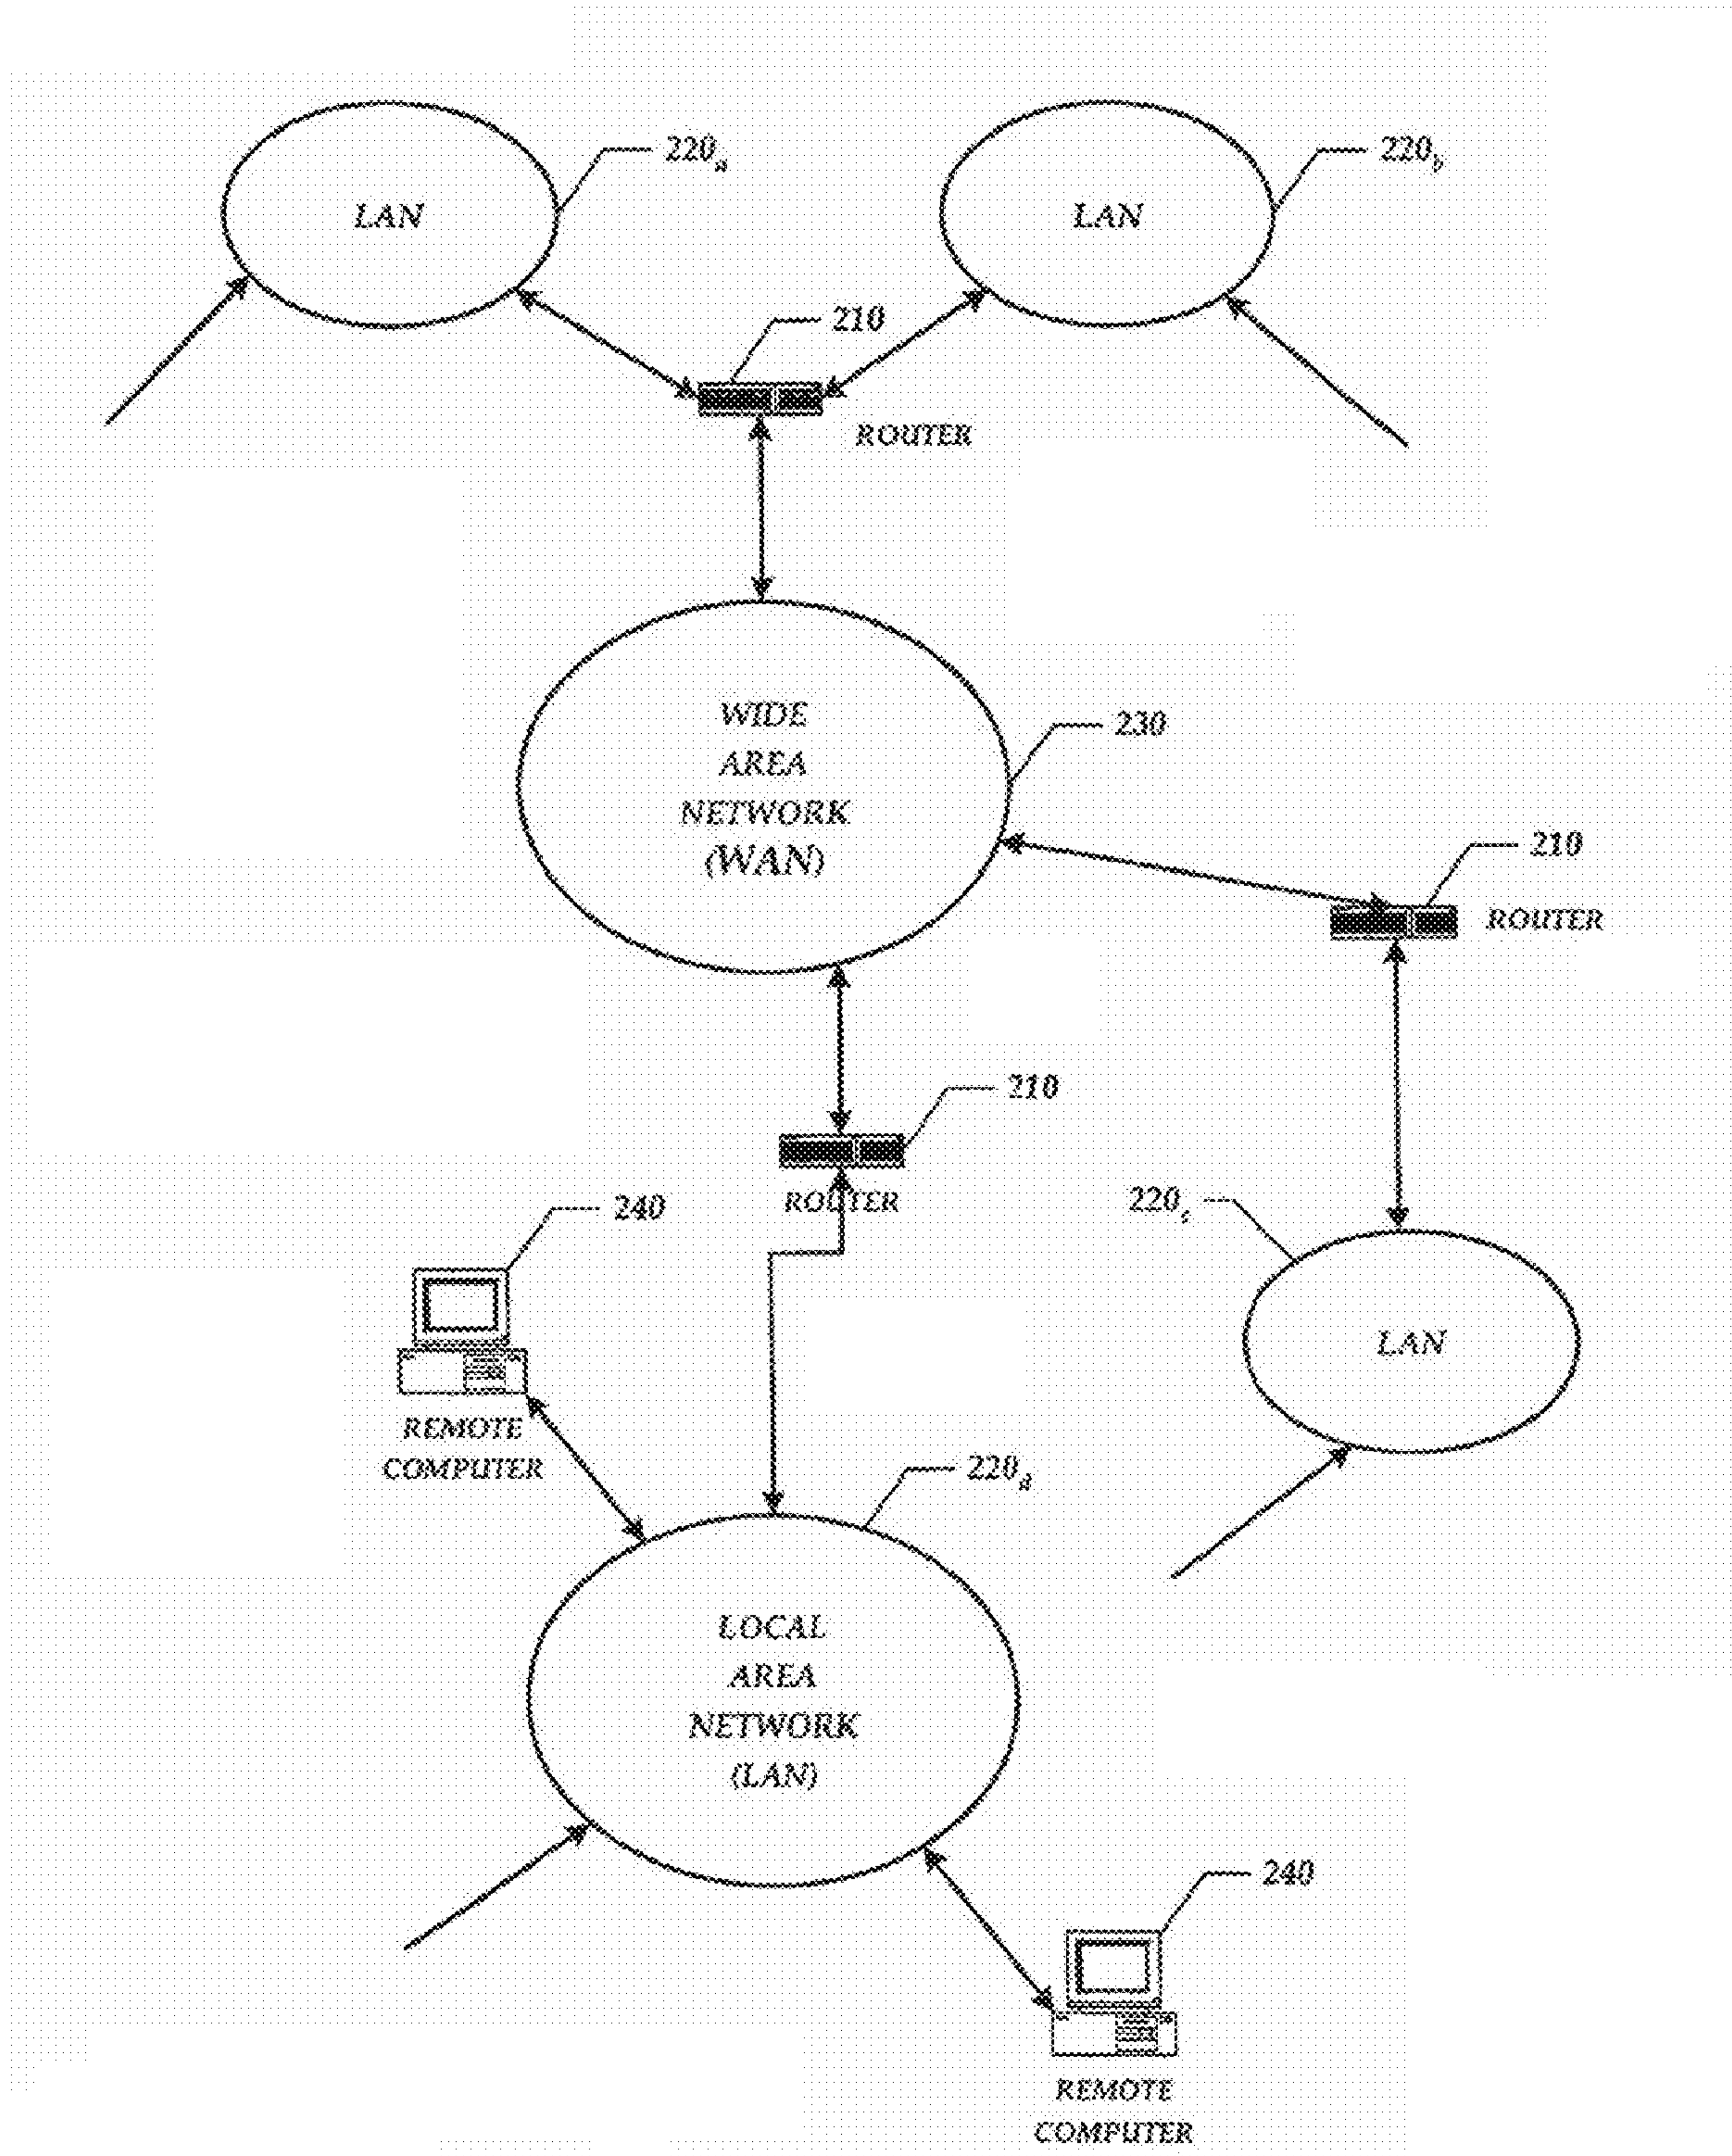 220a
220b
LAN
LAN
210
ROUTER
WIDE
AREA
NETWORK
(WAN)
230
210
ROUTER
210
ROUTER
240
220c
LAN
REMOTE
COMPUTER
220d
LOCAL
AREA
NETWORK
(LAN)
240
REMOTE
COMPUTER